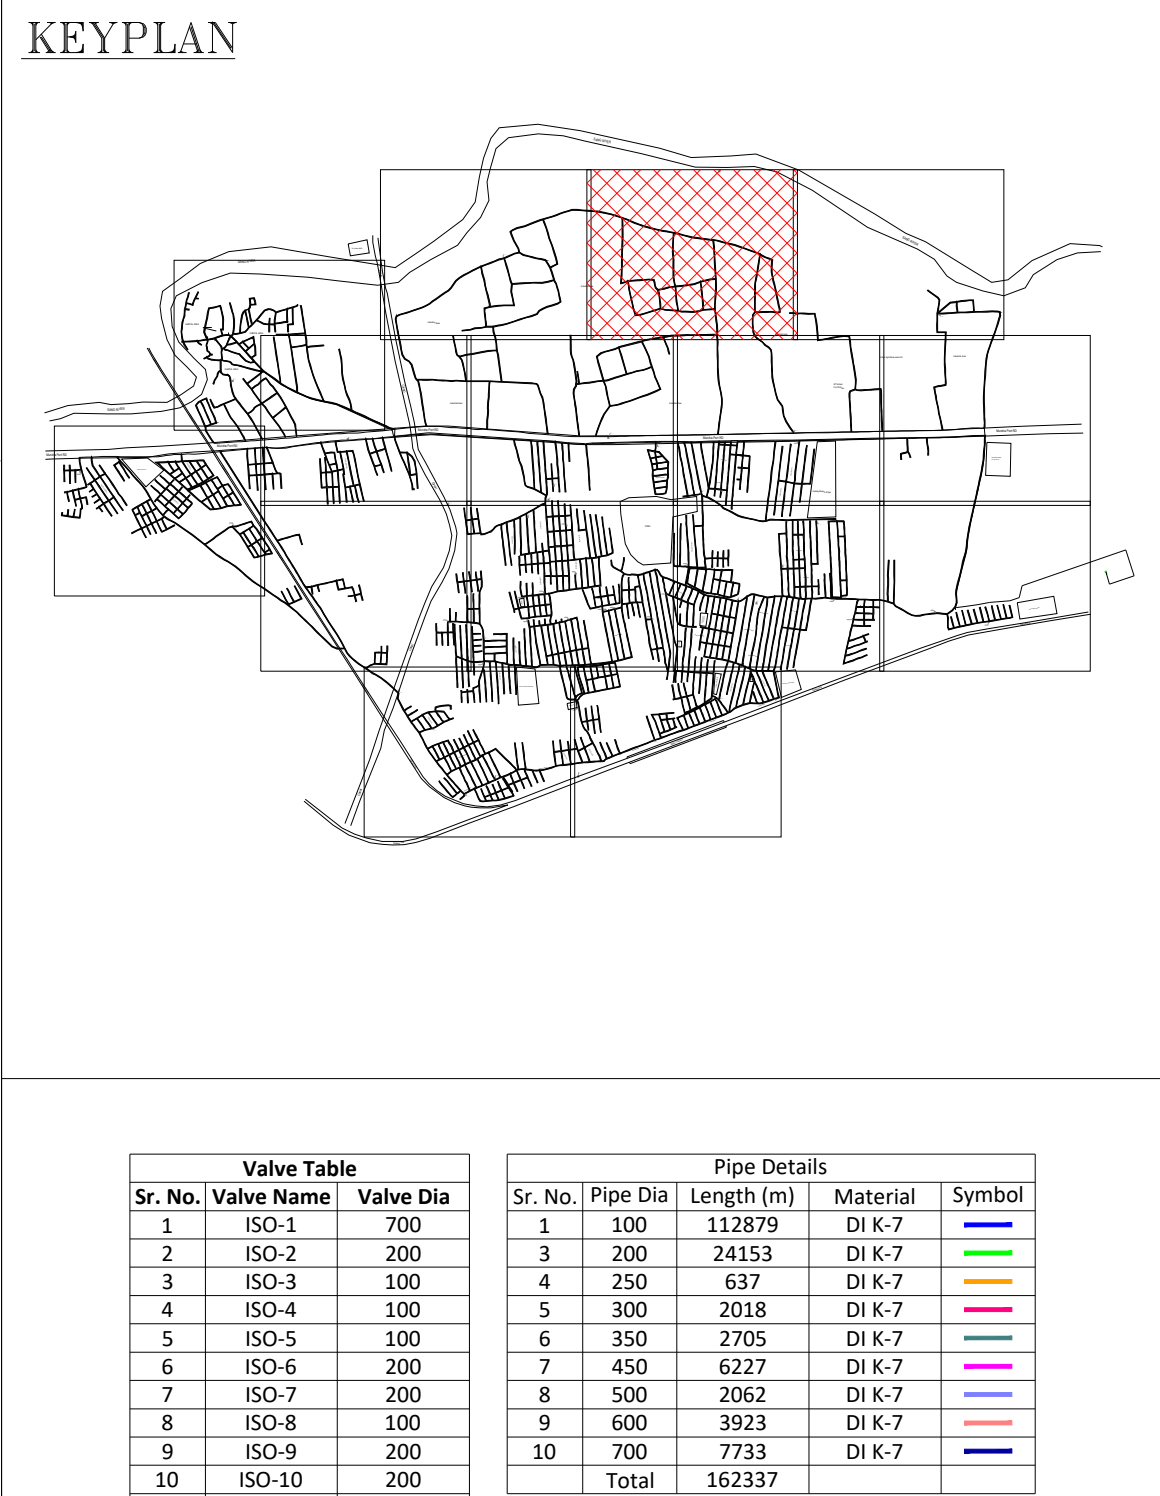 KEYPLAN
Valve Table
Sr. No. Valve Name Valve Dia
1 ISO-1 700
2 ISO-2 200
3 ISO-3 100
4 ISO-4 100
5 ISO-5 100
6 ISO-6 200
7 ISO-7 200
8 ISO-8 100
9 ISO-9 200
10 ISO-10 200
Pipe Details
Sr. No. Pipe Dia Length (m) Material Symbol
1 100 112879 DI K-7
3 200 24153 DI K-7
4 250 637 DI K-7
5 300 2018 DI K-7
6 350 2705 DI K-7
7 450 6227 DI K-7
8 500 2062 DI K-7
9 600 3923 DI K-7
10 700 7733 DI K-7
Total 162337